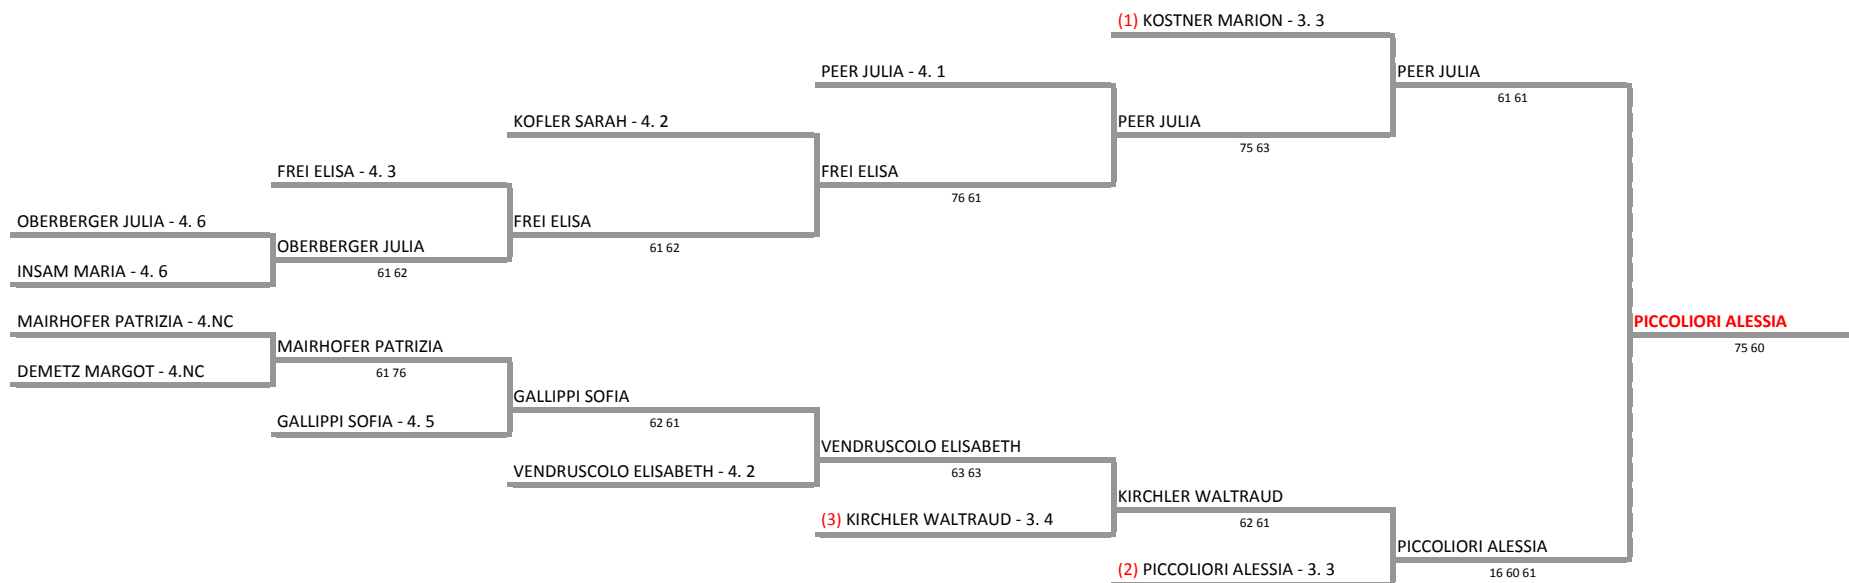 (1) KOSTNER MARION - 3. 3
PEER JULIA - 4. 1
PEER JULIA
61 61
KOFLER SARAH - 4. 2
PEER JULIA
75 63
FREI ELISA - 4. 3
FREI ELISA
76 61
OBERBERGER JULIA - 4. 6
FREI ELISA
61 62
OBERBERGER JULIA
61 62
INSAM MARIA - 4. 6
MAIRHOFER PATRIZIA - 4.NC
PICCOLIORI ALESSIA
75 60
MAIRHOFER PATRIZIA
61 76
DEMETZ MARGOT - 4.NC
GALLIPPI SOFIA
62 61
GALLIPPI SOFIA - 4. 5
VENDRUSCOLO ELISABETH
63 63
VENDRUSCOLO ELISABETH - 4. 2
KIRCHLER WALTRAUD
62 61
(3) KIRCHLER WALTRAUD - 3. 4
PICCOLIORI ALESSIA
16 60 61
(2) PICCOLIORI ALESSIA - 3. 3